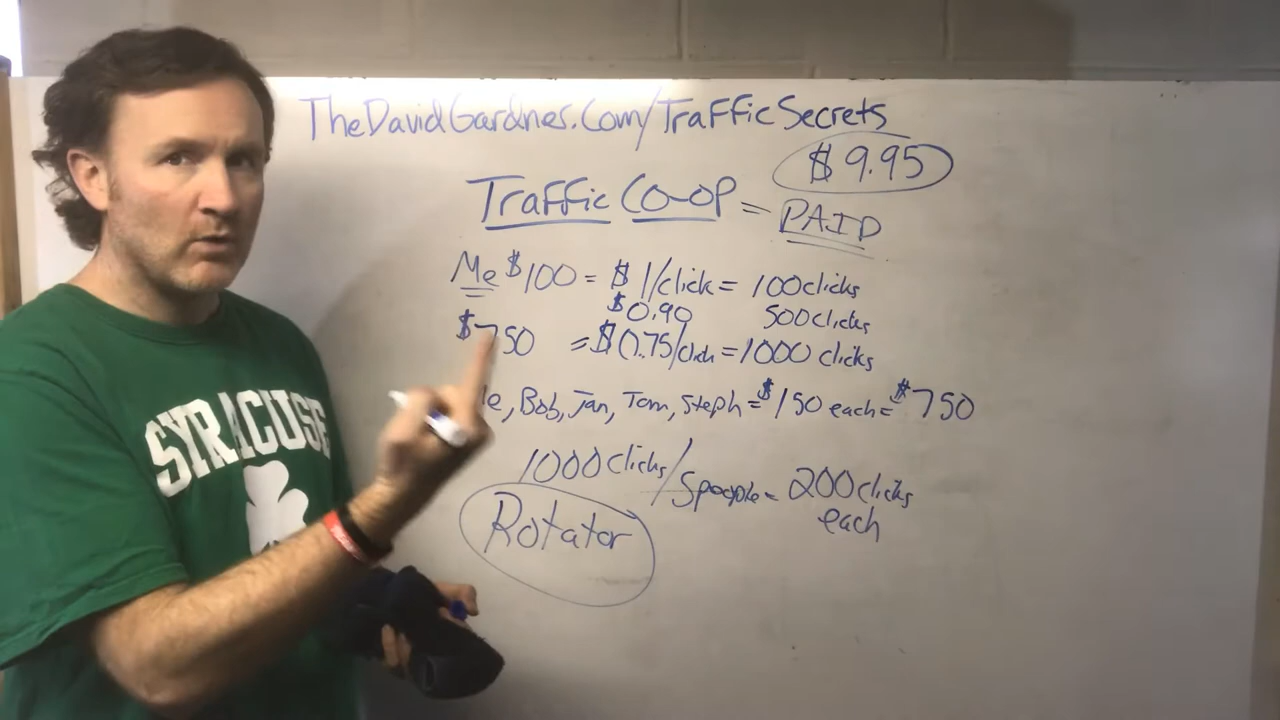 TheDavidGardner.Com/TraFFicSecrets
$ 9.95
Traffic Co-op = PAID
Me $100 = $ 1/click = 100clicks
$0.90 500clicks
$750 = $0.75/click = 1000 clicks
Bob, Jan, Tom, Steph = $150 each = $750
1000 clicks/5people = 200 clicks each
Rotator
SYRACUSE